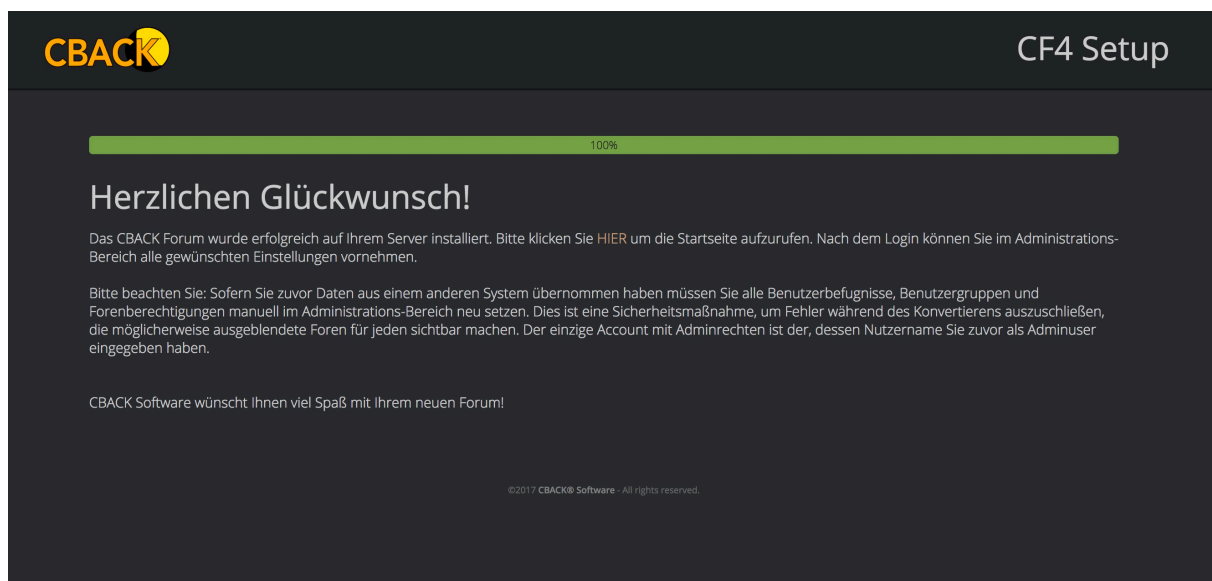 CBACK
CF4 Setup
100%
Herzlichen Glückwunsch!
Das CBACK Forum wurde erfolgreich auf Ihrem Server installiert. Bitte klicken Sie HIER um die Startseite aufzurufen. Nach dem Login können Sie im Administrations-
Bereich alle gewünschten Einstellungen vornehmen.
Bitte beachten Sie: Sofern Sie zuvor Daten aus einem anderen System übernommen haben müssen Sie alle Benutzerbefugnisse, Benutzergruppen und
Forenberechtigungen manuell im Administrations-Bereich neu setzen. Dies ist eine Sicherheitsmaßnahme, um Fehler während des Konvertierens auszuschließen,
die möglicherweise ausgeblendete Foren für jeden sichtbar machen. Der einzige Account mit Adminrechten ist der, dessen Nutzername Sie zuvor als Adminuser
eingegeben haben.
CBACK Software wünscht Ihnen viel Spaß mit Ihrem neuen Forum!
©2017 CBACK® Software - All rights reserved.